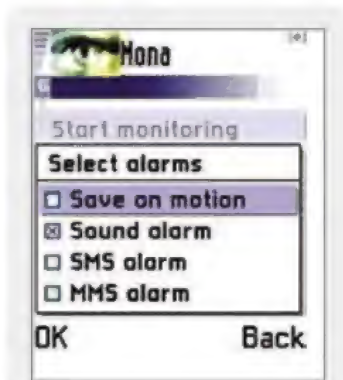 Mona
Start monitoring
Select alarms
Save on motion
Sound alarm
SMS alarm
MMS alarm
OK Back